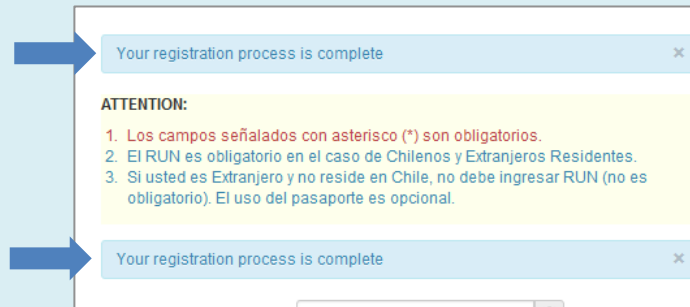 Your registration process is complete ×
ATTENTION:
1. Los campos señalados con asterisco (*) son obligatorios.
2. El RUN es obligatorio en el caso de Chilenos y Extranjeros Residentes.
3. Si usted es Extranjero y no reside en Chile, no debe ingresar RUN (no es
obligatorio). El uso del pasaporte es opcional.
Your registration process is complete ×